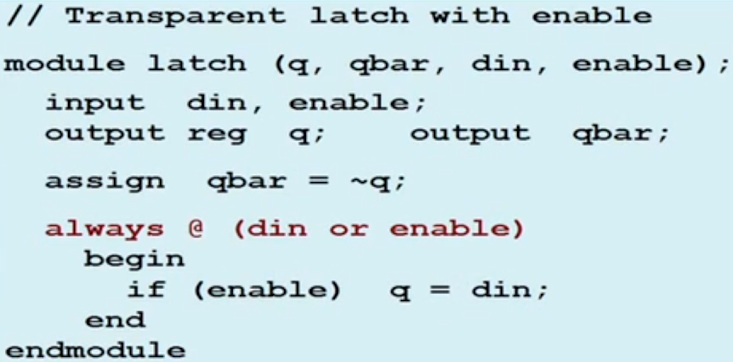 // Transparent latch with enable
module latch (q, qbar, din, enable);
input din, enable;
output reg q; output qbar;
assign qbar = ~q;
always @ (din or enable)
begin
if (enable) q = din;
end
endmodule